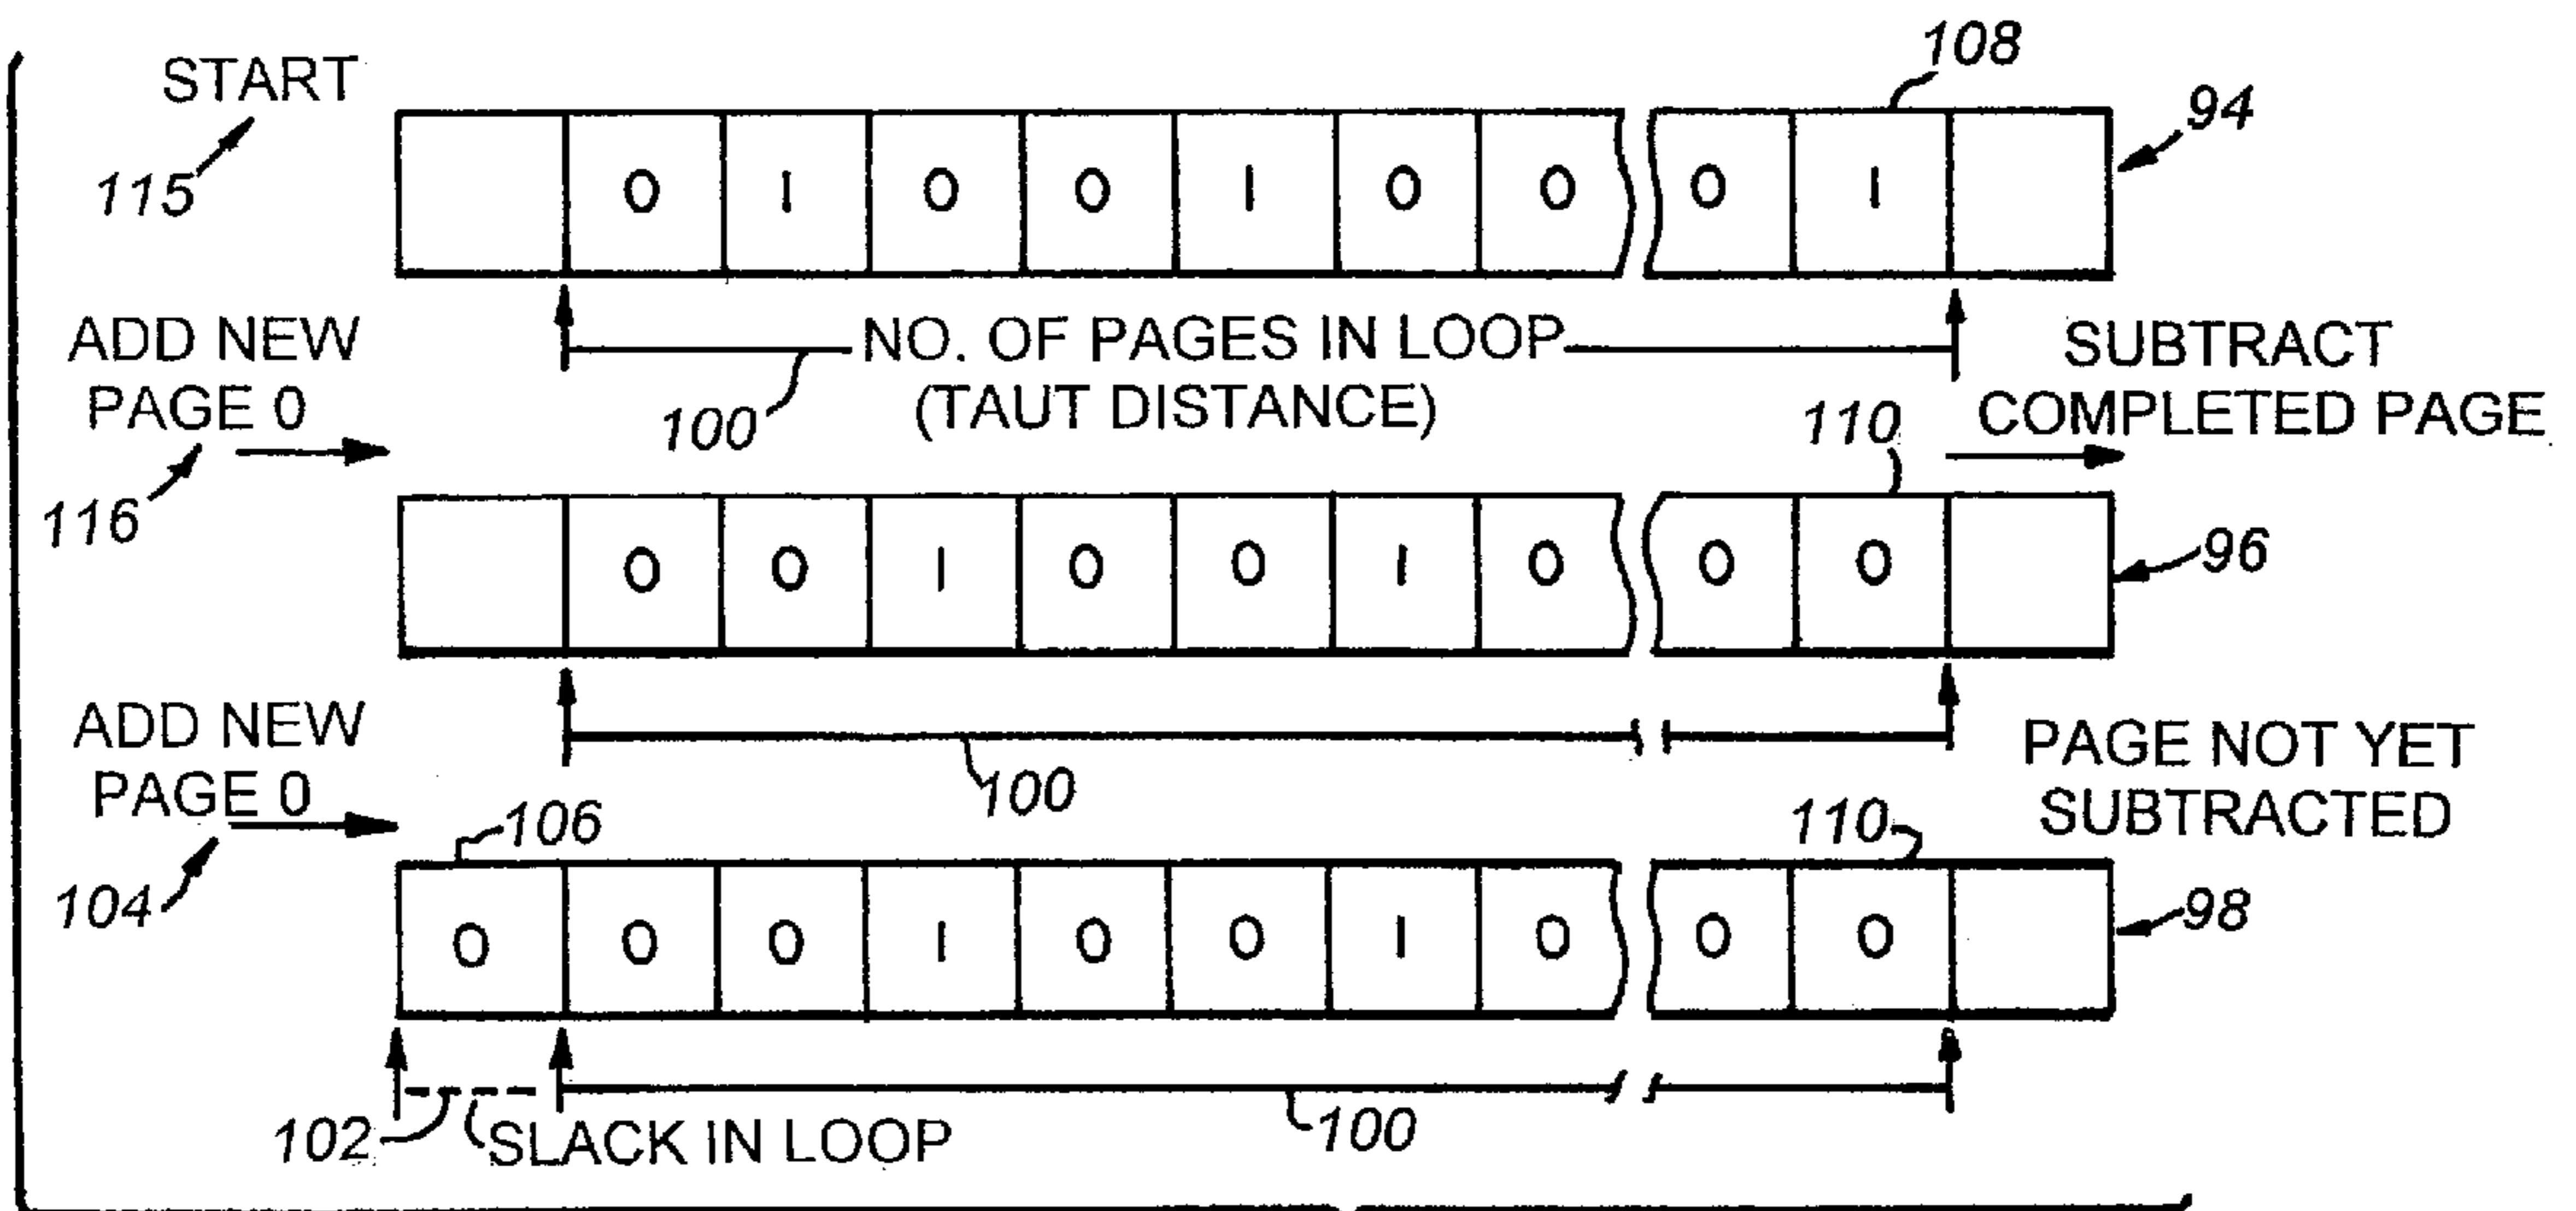 108
START
94
115
0 1 0 0 1 0 0 0 1
ADD NEW
PAGE 0
NO. OF PAGES IN LOOP
(TAUT DISTANCE)
100
SUBTRACT
COMPLETED PAGE
110
116
0 0 1 0 0 1 0 0 0
96
ADD NEW
PAGE 0
100
PAGE NOT YET
SUBTRACTED
106
110
104
0 0 0 1 0 0 1 0 0 0
98
102
SLACK IN LOOP
100